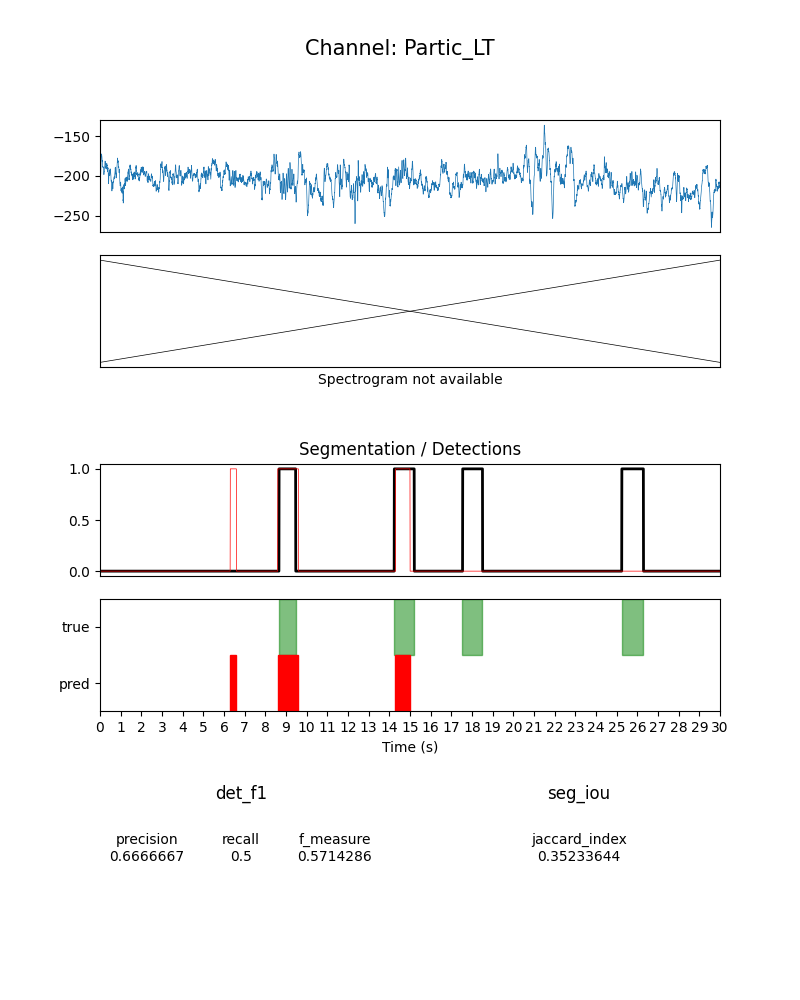 Channel: Partic_LT
−150
−200
−250
Spectrogram not available
Segmentation / Detections
1.0
0.5
0.0
true
pred
0 1 2 3 4 5 6 7 8 9 10 11 12 13 14 15 16 17 18 19 20 21 22 23 24 25 26 27 28 29 30
Time (s)
det_f1 seg_iou
precision recall f_measure jaccard_index
0.6666667 0.5 0.5714286 0.35233644